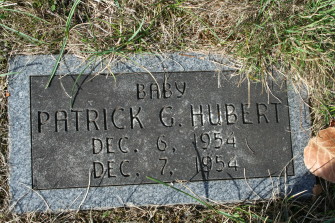 BABY
PATRICK G. HUBERT
DEC. 6, 1954
DEC. 7, 1954